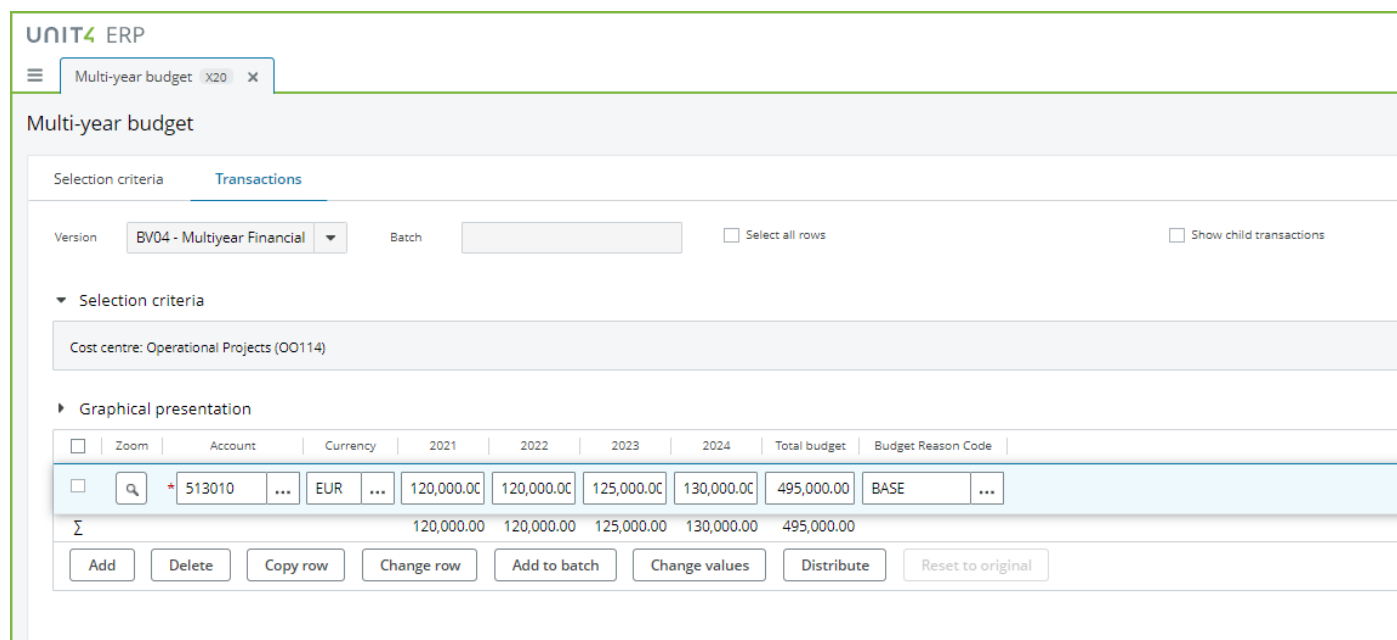 UNIT4 ERP
Multi-year budget X20 ×
Multi-year budget
Selection criteria Transactions
Version BV04 - Multiyear Financial Batch Select all rows Show child transactions
Selection criteria
Cost centre: Operational Projects (OO114)
Graphical presentation
Zoom Account Currency 2021 2022 2023 2024 Total budget Budget Reason Code
* 513010 ... EUR ... 120,000.00 120,000.00 125,000.00 130,000.00 495,000.00 BASE ...
Σ 120,000.00 120,000.00 125,000.00 130,000.00 495,000.00
Add Delete Copy row Change row Add to batch Change values Distribute Reset to original